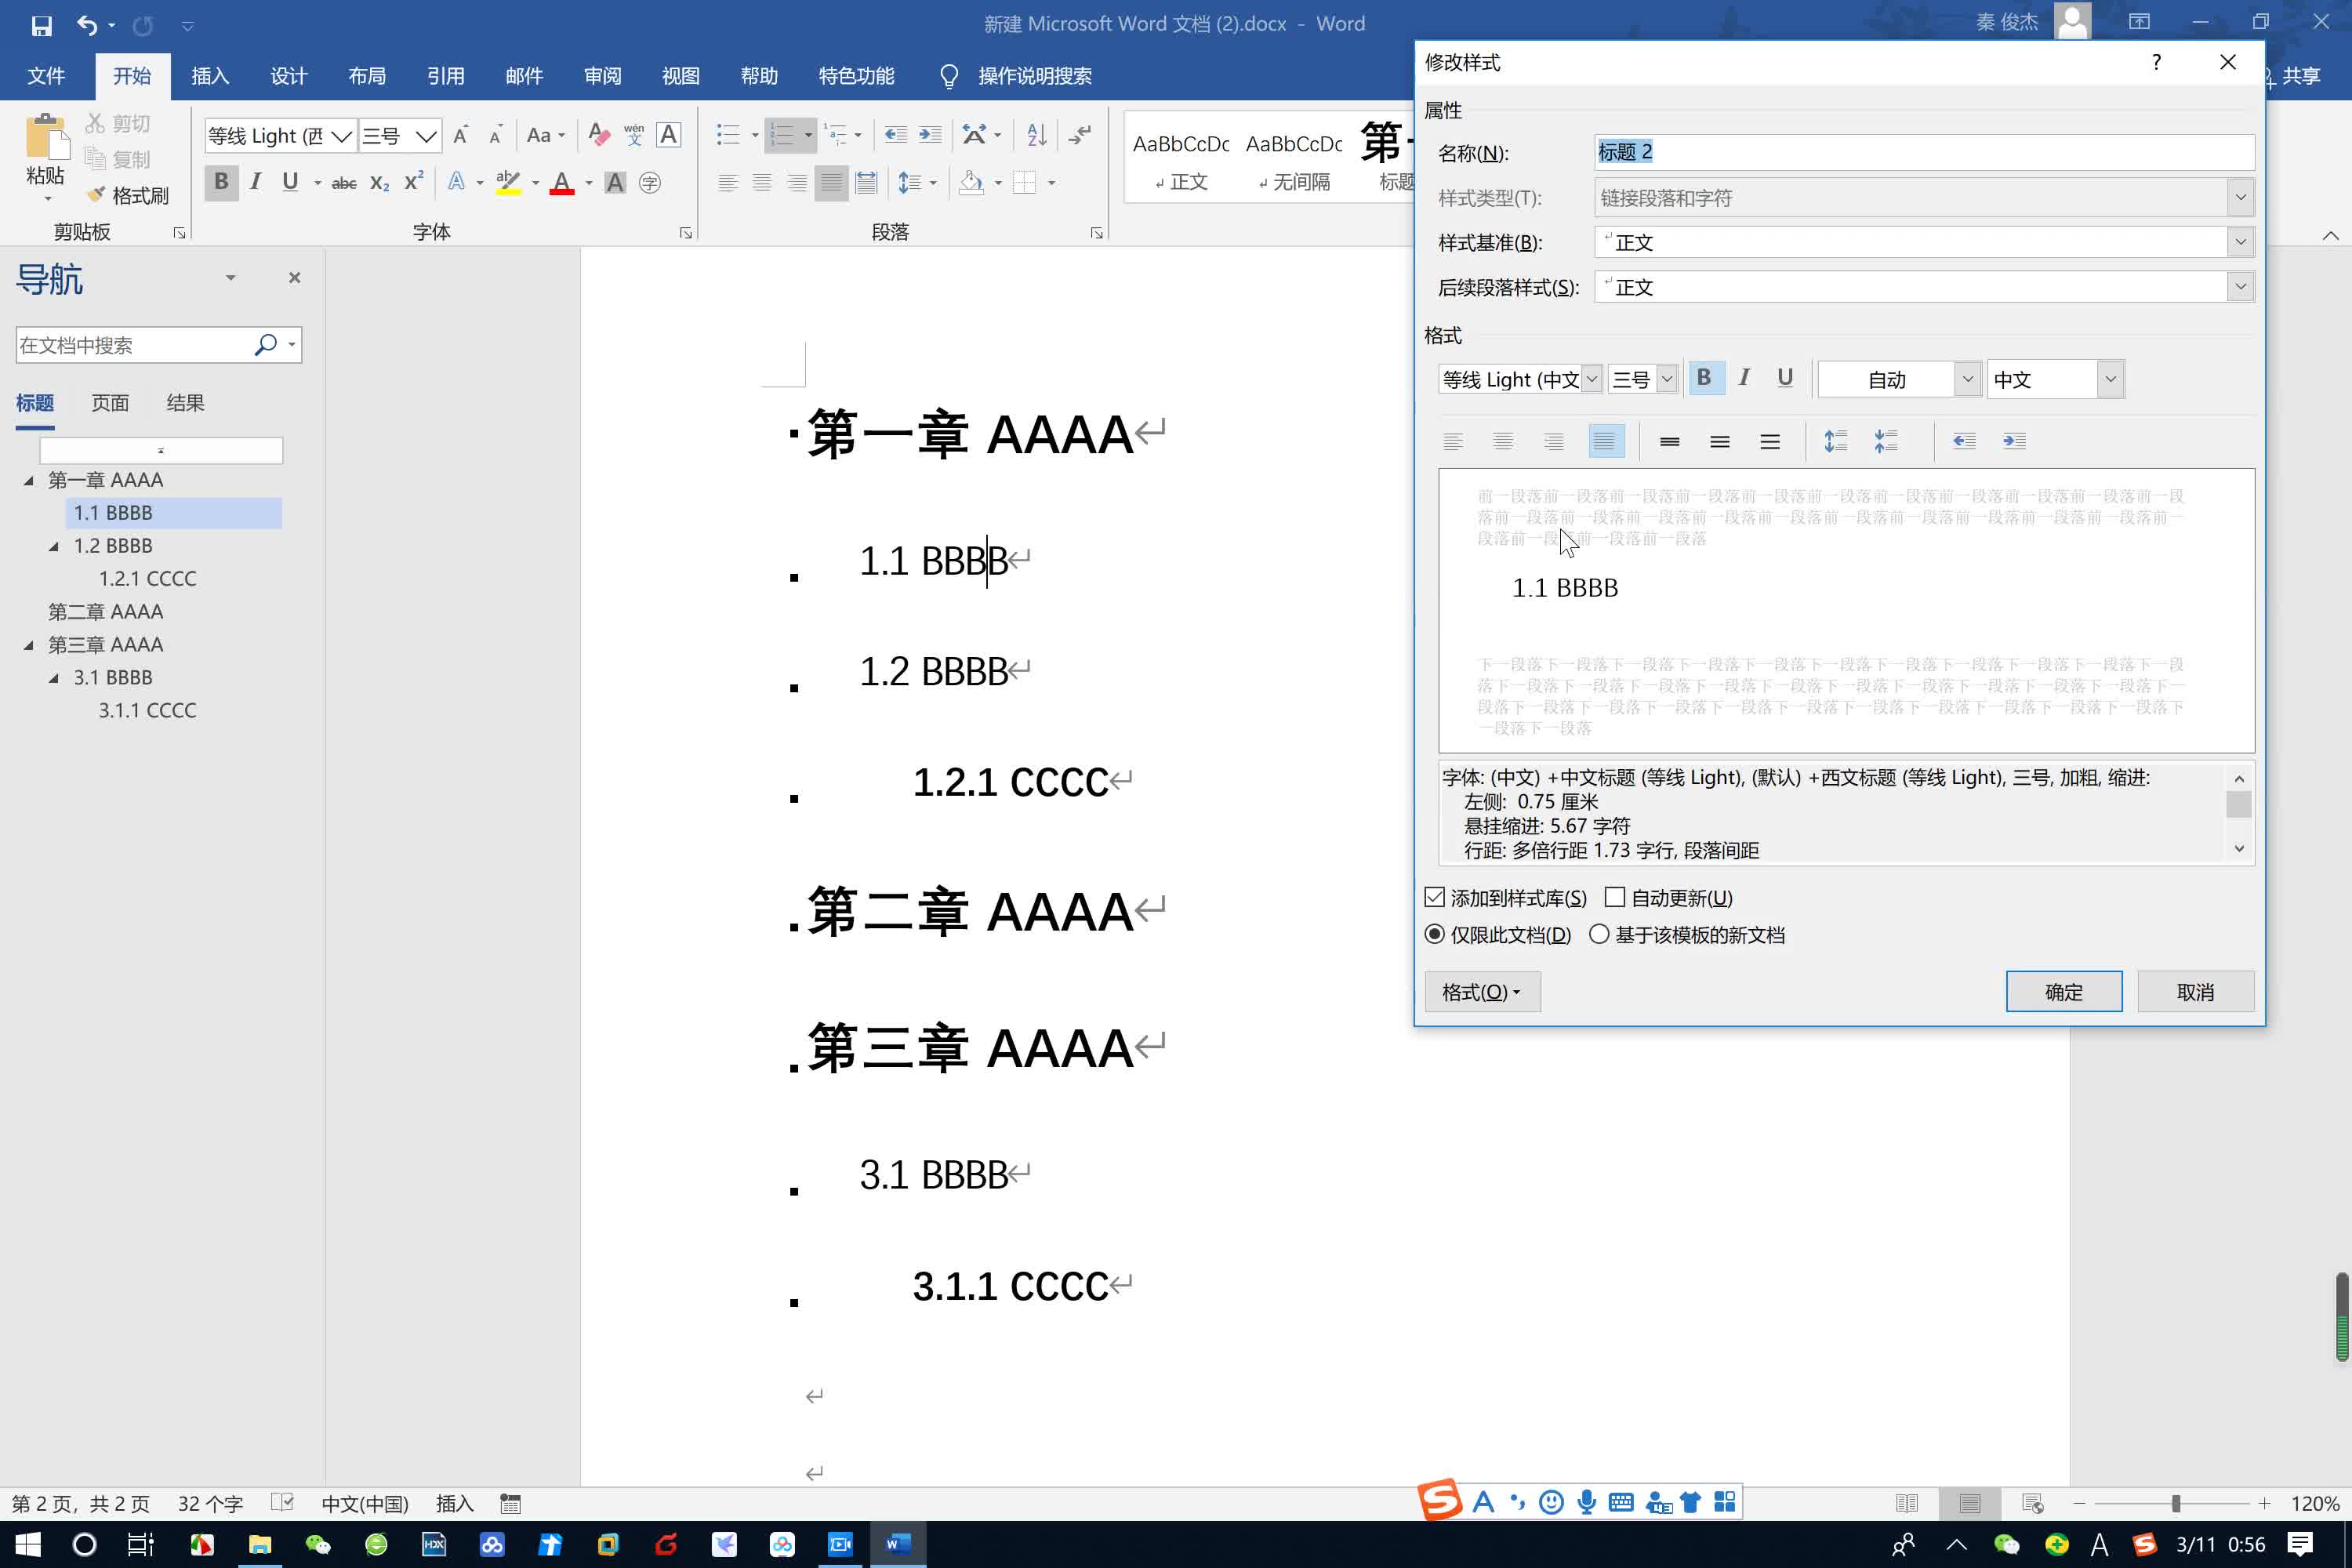 新建 Microsoft Word 文档 (2).docx - Word
秦 俊杰
文件 开始 插入 设计 布局 引用 邮件 审阅 视图 帮助 特色功能 操作说明搜索
共享
粘贴
剪切
复制
格式刷
剪贴板
等线 Light (西 三号
字体
段落
AaBbCcDc
正文
AaBbCcDc
无间隔
第一
标题
导航
在文档中搜索
标题 页面 结果
第一章 AAAA
1.1 BBBB
1.2 BBBB
1.2.1 CCCC
第二章 AAAA
第三章 AAAA
3.1 BBBB
3.1.1 CCCC
第一章 AAAA
1.1 BBBB
1.2 BBBB
1.2.1 CCCC
第二章 AAAA
第三章 AAAA
3.1 BBBB
3.1.1 CCCC
修改样式
属性
名称(N): 标题 2
样式类型(T): 链接段落和字符
样式基准(B): 正文
后续段落样式(S): 正文
格式
等线 Light (中文 三号 B I U 自动 中文
前一段落前一段落前一段落前一段落前一段落前一段落前一段落前一段落前一段落前一段落前一段
落前一段落前一段落前一段落前一段落前一段落前一段落前一段落前一段落前一段落前一段落前一
段落前一段落前一段落前一段落
1.1 BBBB
下一段落下一段落下一段落下一段落下一段落下一段落下一段落下一段落下一段落下一段落下一段
落下一段落下一段落下一段落下一段落下一段落下一段落下一段落下一段落下一段落下一段落下一
段落下一段落下一段落下一段落下一段落下一段落下一段落下一段落下一段落下一段落下一段落下
一段落下一段落
字体: (中文) +中文标题 (等线 Light), (默认) +西文标题 (等线 Light), 三号, 加粗, 缩进:
左侧: 0.75 厘米
悬挂缩进: 5.67 字符
行距: 多倍行距 1.73 字行, 段落间距
添加到样式库(S) 自动更新(U)
仅限此文档(D) 基于该模板的新文档
格式(O) 确定 取消
第 2 页，共 2 页 32 个字 中文(中国) 插入
120%
3/11 0:56